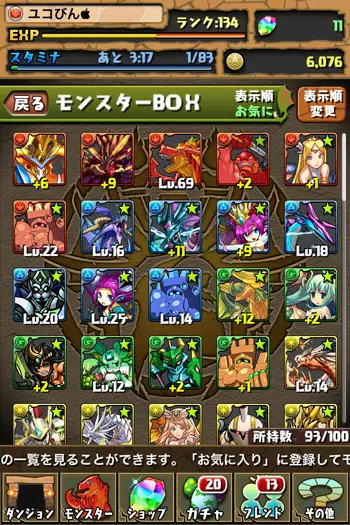 ユコびん
ランク:134
11
EXP
スタミナ あと 3:17 1/83
6,076
戻る モンスターBOX 表示順 お気に 表示順 変更
+6 +9 Lv.69 +2 +1
Lv.22 Lv.16 +11 +9 Lv.18
Lv.20 Lv.25 Lv.14 +12 +2
+2 Lv.12 +2 +1 Lv.14
所持数 93/100
の一覧を見ることができます。「お気に入り」に登録してモ
20 13
ダンジョン モンスター ショップ ガチャ フレンド その他